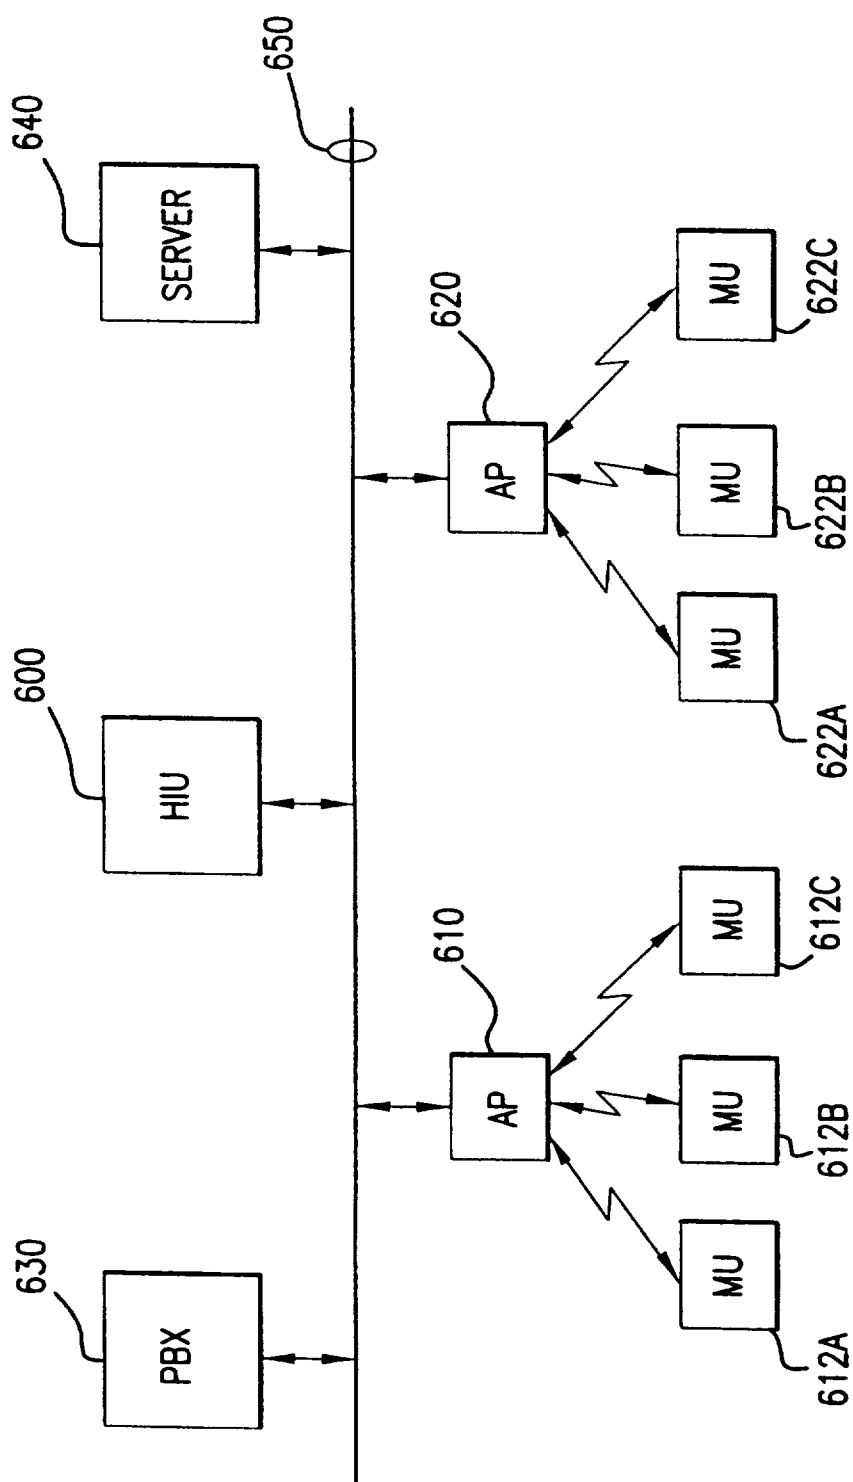 630
600
640
PBX
HIU
SERVER
650
610
620
AP
AP
MU
MU
MU
MU
MU
MU
612A
612B
612C
622A
622B
622C